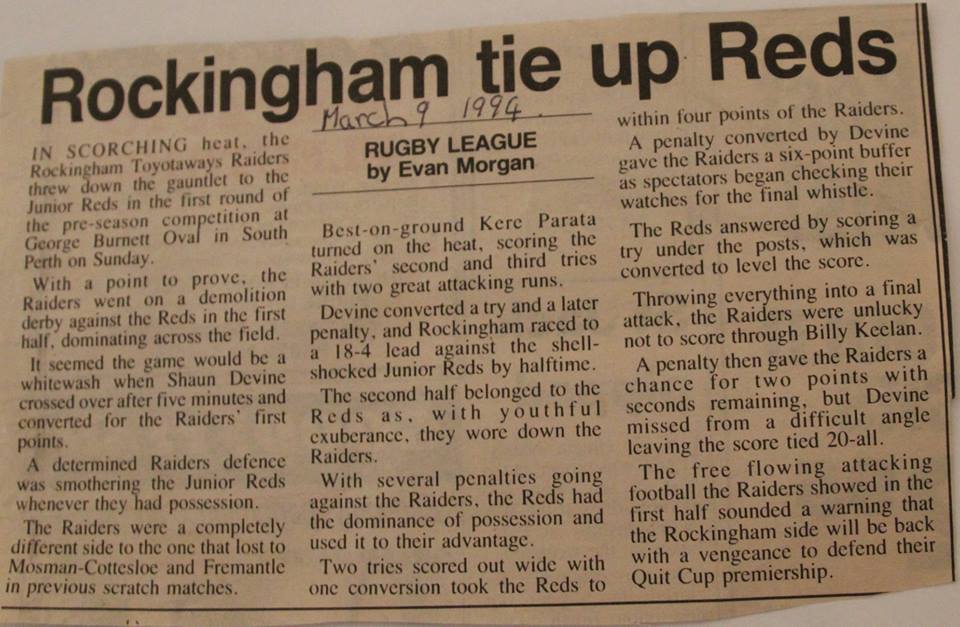 Rockingham tie up Reds
March 9 1994.
RUGBY LEAGUE
by Evan Morgan
IN SCORCHING heat, the
Rockingham Toyotaways Raiders
threw down the gauntlet to the
Junior Reds in the first round of
the pre-season competition at
George Burnett Oval in South
Perth on Sunday.
With a point to prove, the
Raiders went on a demolition
derby against the Reds in the first
half, dominating across the field.
It seemed the game would be a
whitewash when Shaun Devine
crossed over after five minutes and
converted for the Raiders' first
points.
A determined Raiders defence
was smothering the Junior Reds
whenever they had possession.
The Raiders were a completely
different side to the one that lost to
Mosman-Cottesloe and Fremantle
in previous scratch matches.
Best-on-ground Kere Parata
turned on the heat, scoring the
Raiders' second and third tries
with two great attacking runs.
Devine converted a try and a later
penalty, and Rockingham raced to
a 18-4 lead against the shell-
shocked Junior Reds by halftime.
The second half belonged to the
Reds as, with youthful
exuberance, they wore down the
Raiders.
With several penalties going
against the Raiders, the Reds had
the dominance of possession and
used it to their advantage.
Two tries scored out wide with
one conversion took the Reds to
within four points of the Raiders.
A penalty converted by Devine
gave the Raiders a six-point buffer
as spectators began checking their
watches for the final whistle.
The Reds answered by scoring a
try under the posts, which was
converted to level the score.
Throwing everything into a final
attack, the Raiders were unlucky
not to score through Billy Keelan.
A penalty then gave the Raiders a
chance for two points with
seconds remaining, but Devine
missed from a difficult angle
leaving the score tied 20-all.
The free flowing attacking
football the Raiders showed in the
first half sounded a warning that
the Rockingham side will be back
with a vengeance to defend their
Quit Cup premiership.